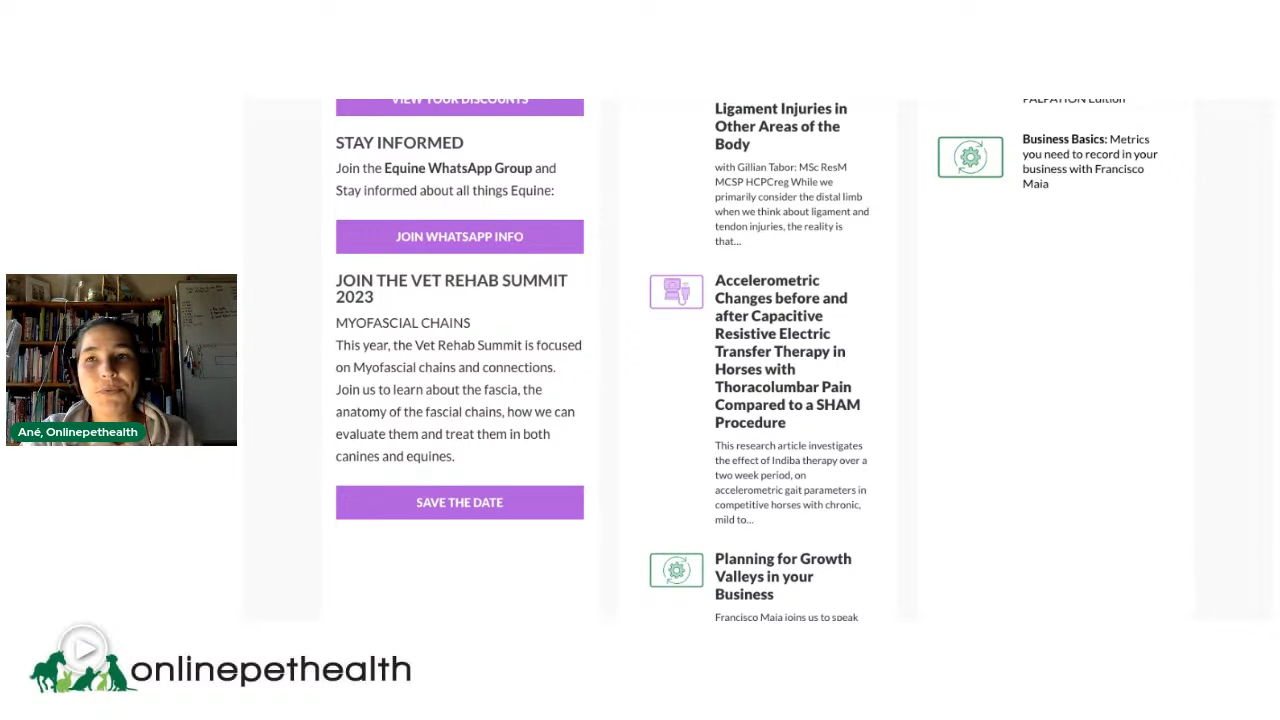 VIEW YOUR DISCOUNTS
STAY INFORMED
Join the Equine WhatsApp Group and
Stay informed about all things Equine:
JOIN WHATSAPP INFO
JOIN THE VET REHAB SUMMIT
2023
MYOFASCIAL CHAINS
This year, the Vet Rehab Summit is focused
on Myofascial chains and connections.
Join us to learn about the fascia, the
anatomy of the fascial chains, how we can
evaluate them and treat them in both
canines and equines.
SAVE THE DATE
Ligament Injuries in
Other Areas of the
Body
with Gillian Tabor; MSc ResM
MCSP HCPCreg While we
primarily consider the distal limb
when we think about ligament and
tendon injuries, the reality is
that...
Accelerometric
Changes before and
after Capacitive
Resistive Electric
Transfer Therapy in
Horses with
Thoracolumbar Pain
Compared to a SHAM
Procedure
This research article investigates
the effect of Indiba therapy over a
two week period, on
accelerometric gait parameters in
competitive horses with chronic,
mild to...
Planning for Growth
Valleys in your
Business
Francisco Maia joins us to speak
PALPATION Edition
Business Basics: Metrics
you need to record in your
business with Francisco
Maia
Ané, Onlinepethealth
onlinepethealth